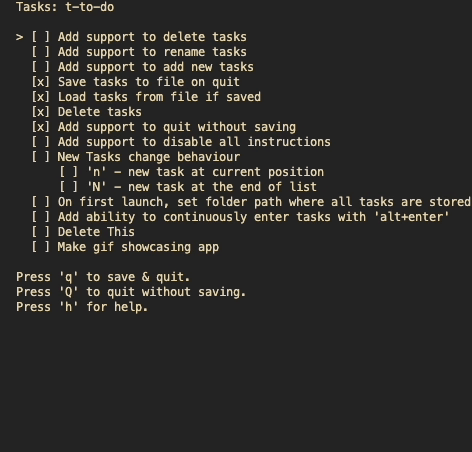 Tasks: t-to-do
> [ ] Add support to delete tasks
[ ] Add support to rename tasks
[ ] Add support to add new tasks
[x] Save tasks to file on quit
[x] Load tasks from file if saved
[x] Delete tasks
[x] Add support to quit without saving
[ ] Add support to disable all instructions
[ ] New Tasks change behaviour
[ ] 'n' - new task at current position
[ ] 'N' - new task at the end of list
[ ] On first launch, set folder path where all tasks are stored
[ ] Add ability to continuously enter tasks with 'alt+enter'
[ ] Delete This
[ ] Make gif showcasing app
Press 'q' to save & quit.
Press 'Q' to quit without saving.
Press 'h' for help.